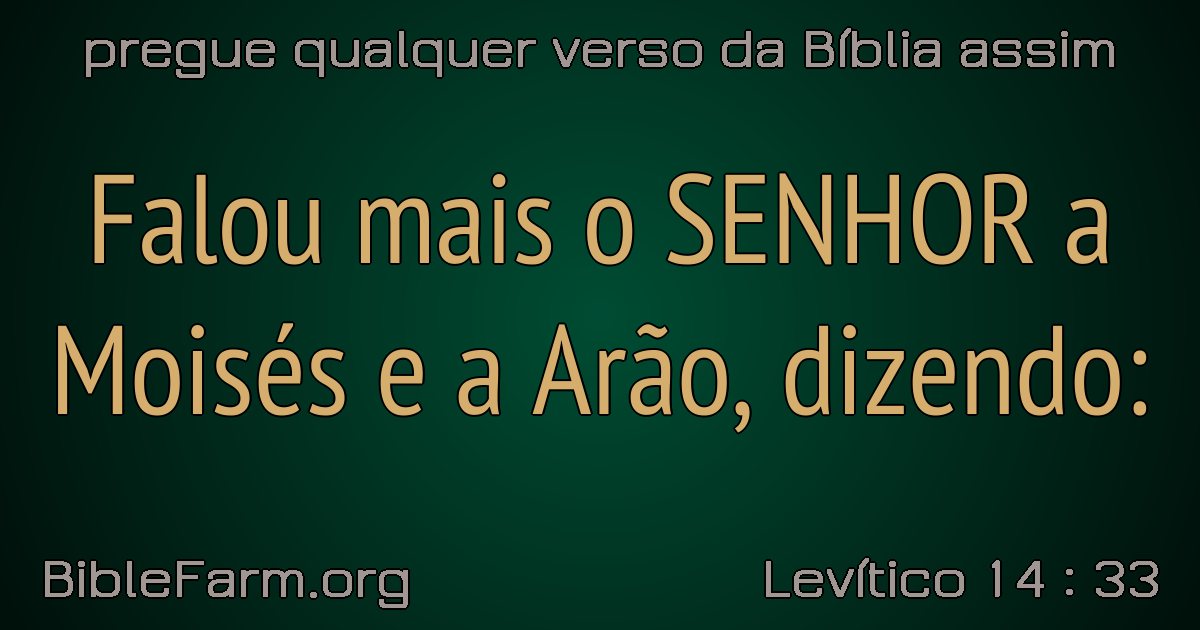 pregue qualquer verso da Bíblia assim
Falou mais o SENHOR a
Moisés e a Arão, dizendo:
BibleFarm.org
Levítico 14 : 33